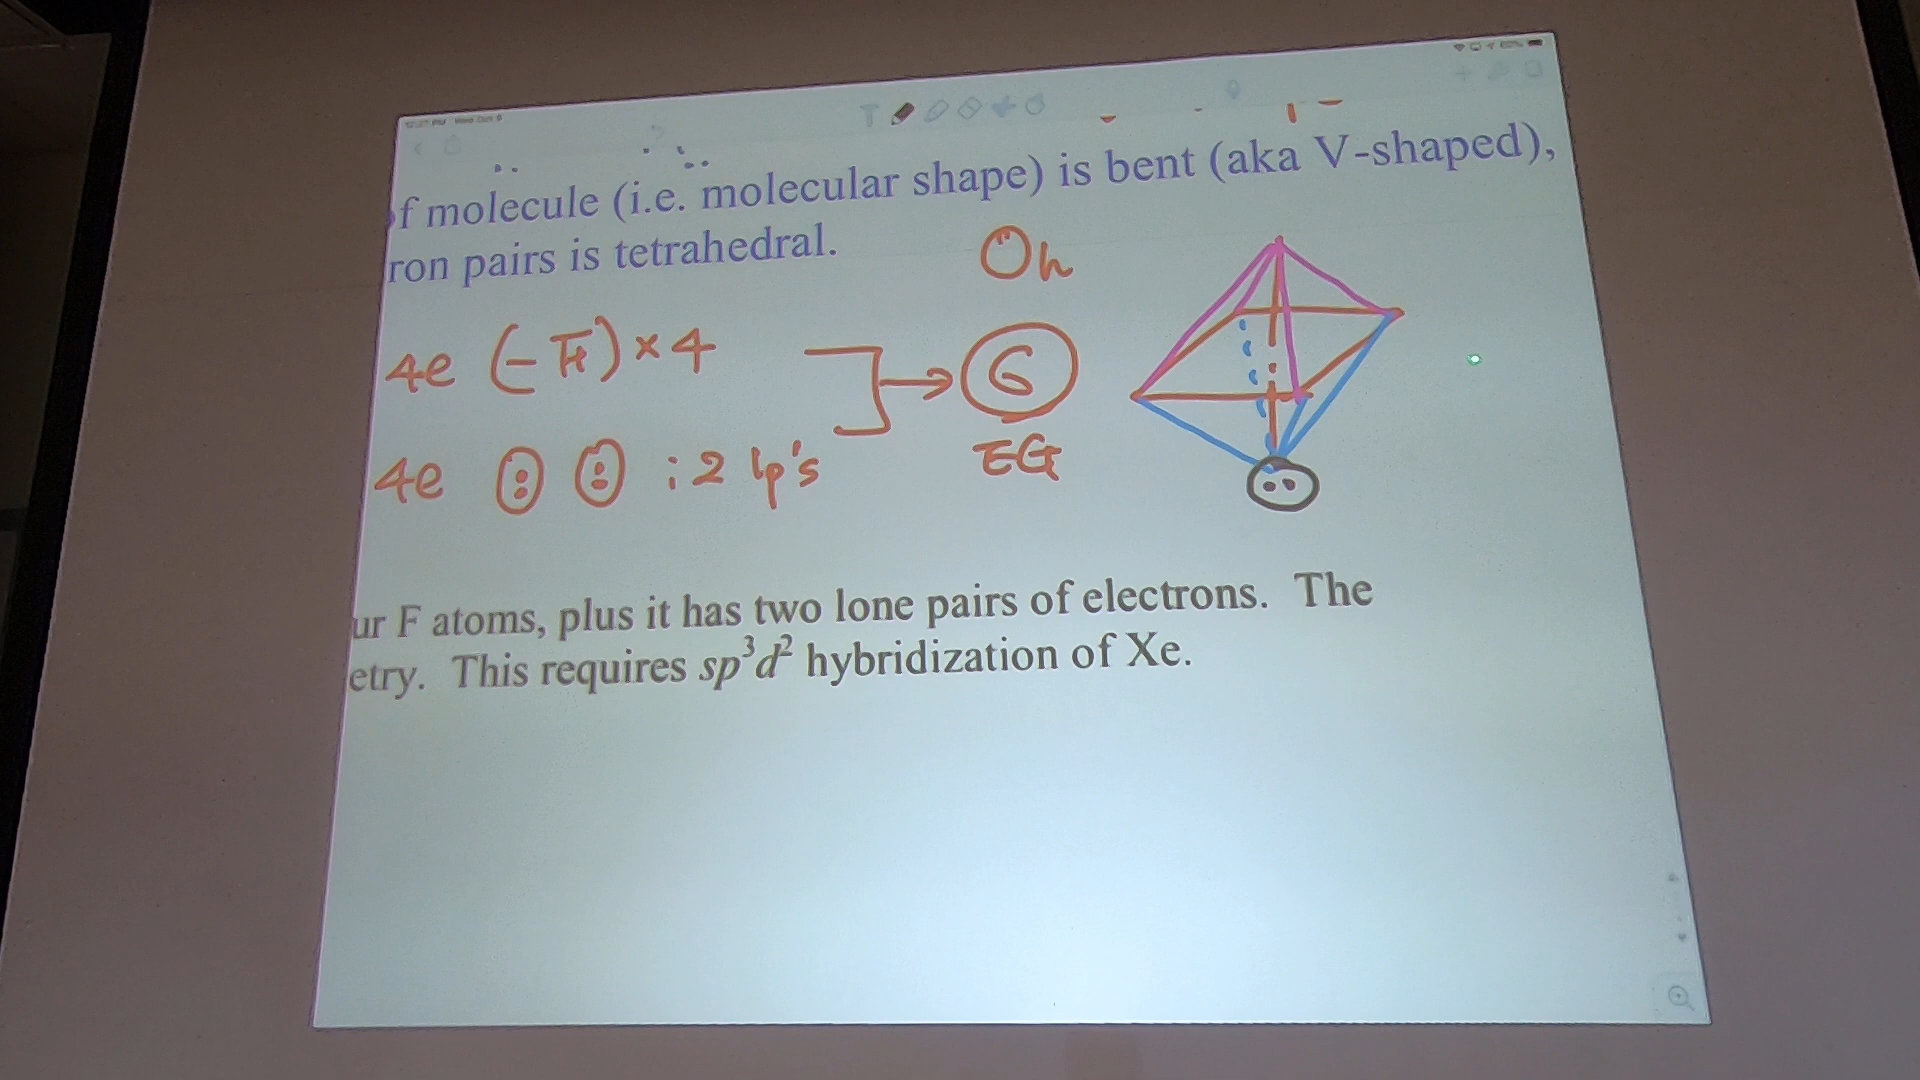 f molecule (i.e. molecular shape) is bent (aka V-shaped),
ron pairs is tetrahedral.
Oh
4e (-F) × 4
6
EG
4e : 2 lp's
ur F atoms, plus it has two lone pairs of electrons. The
etry. This requires sp³d² hybridization of Xe.